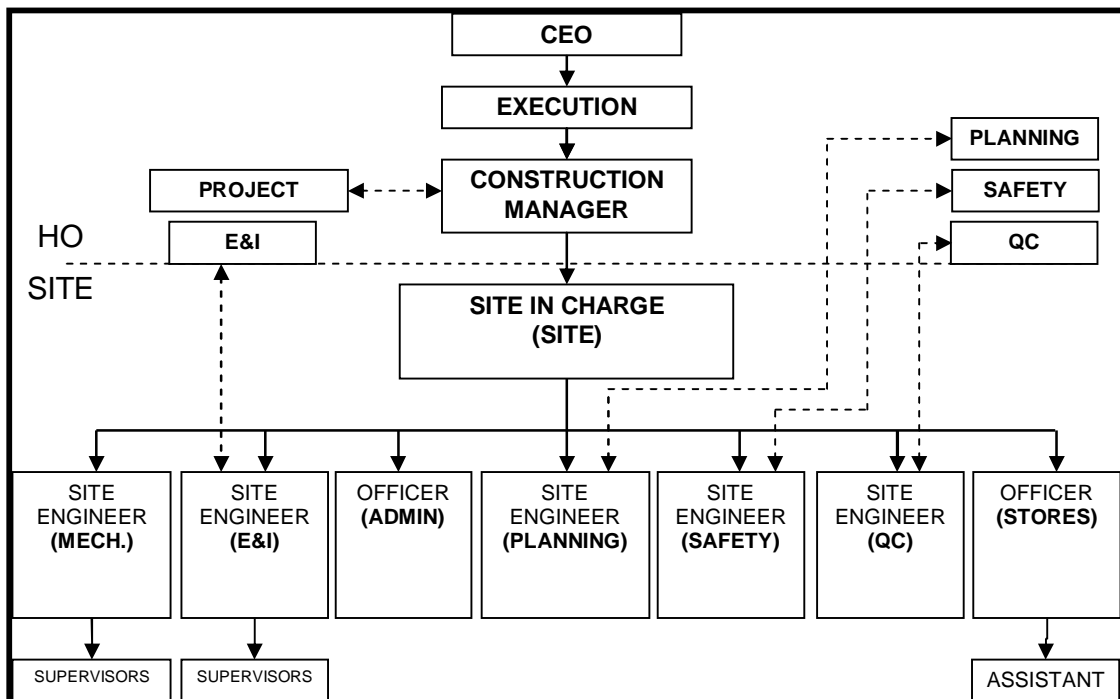 CEO
EXECUTION
PLANNING
PROJECT
CONSTRUCTION
MANAGER
SAFETY
HO
E&I
QC
SITE
SITE IN CHARGE
(SITE)
SITE
ENGINEER
(MECH.)
SITE
ENGINEER
(E&I)
OFFICER
(ADMIN)
SITE
ENGINEER
(PLANNING)
SITE
ENGINEER
(SAFETY)
SITE
ENGINEER
(QC)
OFFICER
(STORES)
SUPERVISORS
SUPERVISORS
ASSISTANT